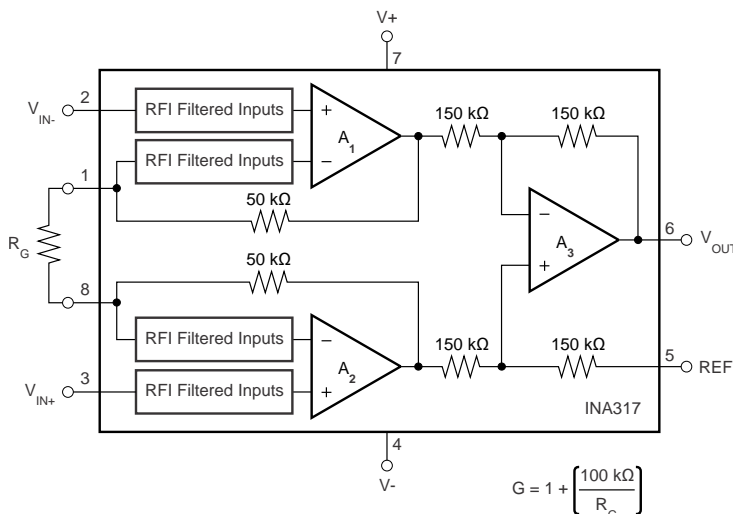 V+
7
2
V_IN-
RFI Filtered Inputs
+
A_1
150 kΩ
150 kΩ
RFI Filtered Inputs
−
1
50 kΩ
R_G
−
A_3
6
V_OUT
+
50 kΩ
8
RFI Filtered Inputs
−
A_2
150 kΩ
150 kΩ
5
REF
3
V_IN+
RFI Filtered Inputs
+
INA317
4
V-
G = 1 + [100 kΩ / R_G]